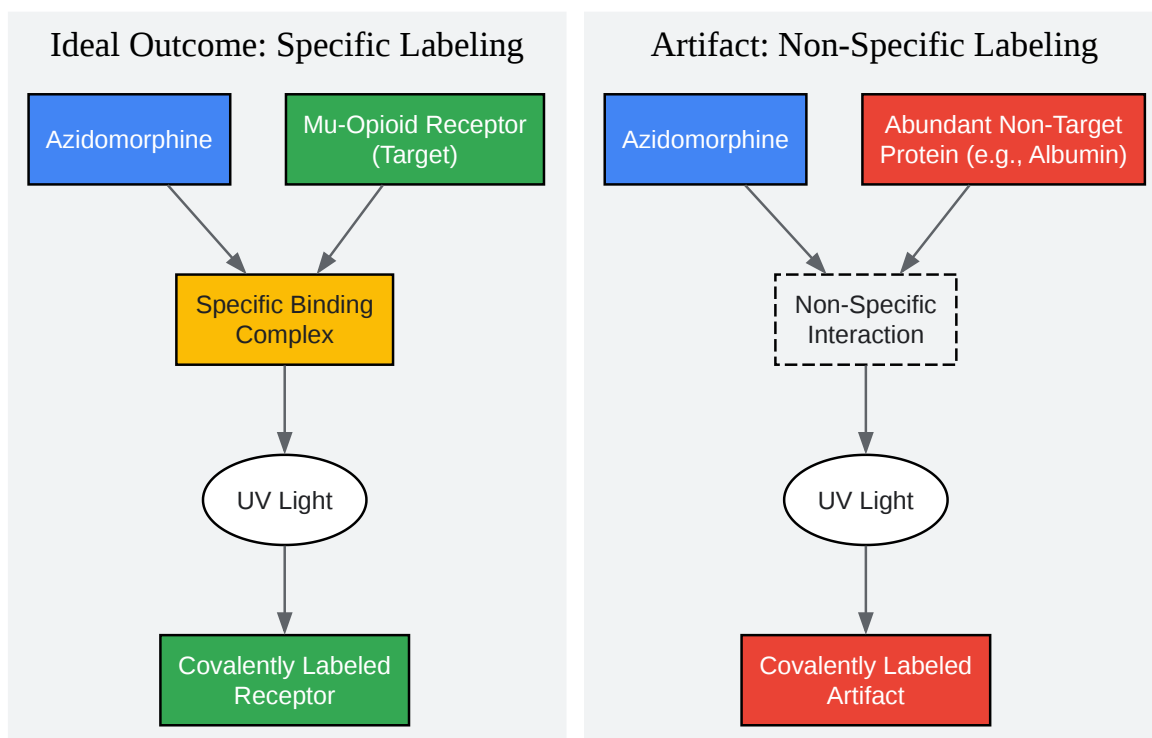 Ideal Outcome: Specific Labeling
Azidomorphine
Mu-Opioid Receptor
(Target)
Specific Binding
Complex
UV Light
Covalently Labeled
Receptor
Artifact: Non-Specific Labeling
Azidomorphine
Abundant Non-Target
Protein (e.g., Albumin)
Non-Specific
Interaction
UV Light
Covalently Labeled
Artifact